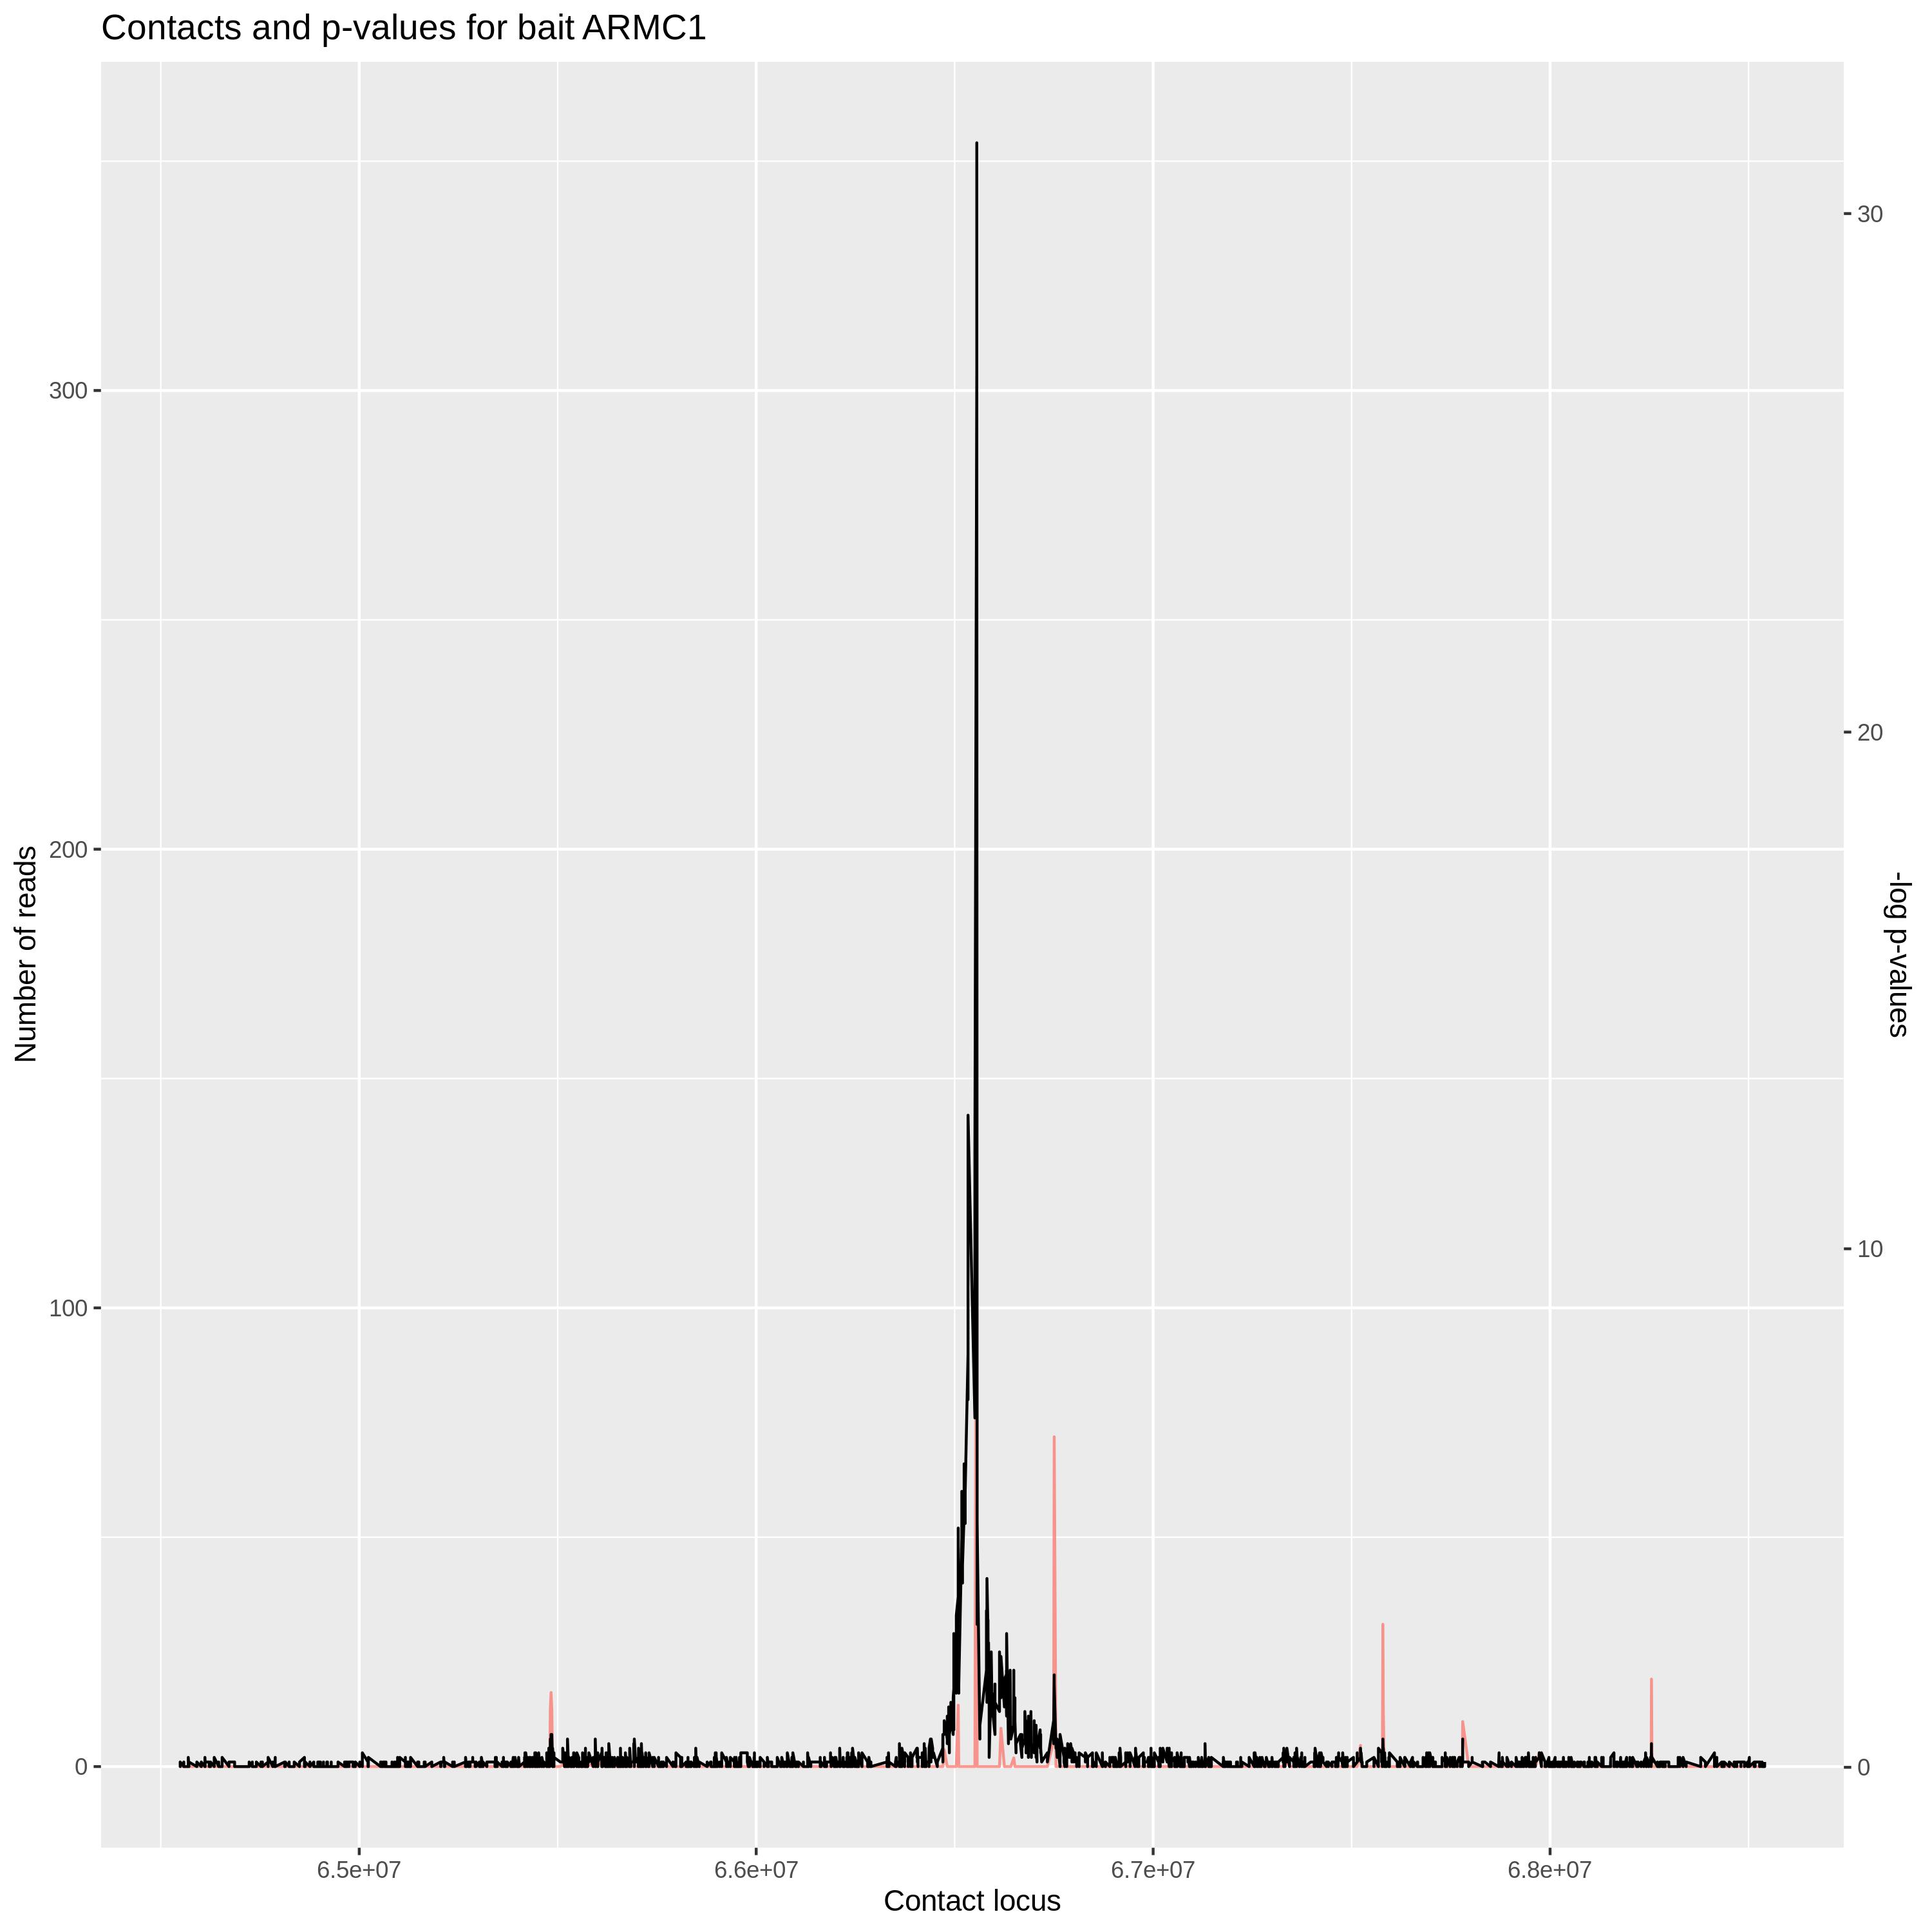 Contacts and p-values for bait ARMC1
300
200
100
0
30
20
10
0
Number of reads
-log p-values
6.5e+07 6.6e+07 6.7e+07 6.8e+07
Contact locus